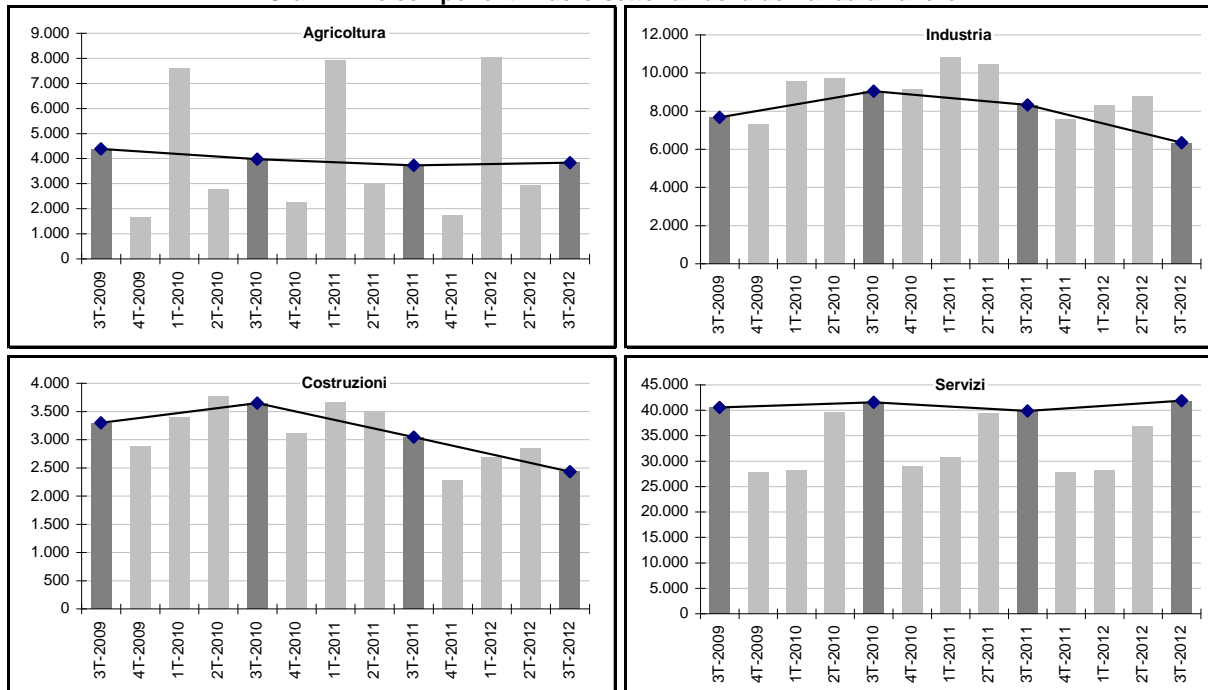 Agricoltura
9.000
8.000
7.000
6.000
5.000
4.000
3.000
2.000
1.000
0
3T-2009
4T-2009
1T-2010
2T-2010
3T-2010
4T-2010
1T-2011
2T-2011
3T-2011
4T-2011
1T-2012
2T-2012
3T-2012
Industria
12.000
10.000
8.000
6.000
4.000
2.000
0
3T-2009
4T-2009
1T-2010
2T-2010
3T-2010
4T-2010
1T-2011
2T-2011
3T-2011
4T-2011
1T-2012
2T-2012
3T-2012
Costruzioni
4.000
3.500
3.000
2.500
2.000
1.500
1.000
500
0
3T-2009
4T-2009
1T-2010
2T-2010
3T-2010
4T-2010
1T-2011
2T-2011
3T-2011
4T-2011
1T-2012
2T-2012
3T-2012
Servizi
45.000
40.000
35.000
30.000
25.000
20.000
15.000
10.000
5.000
0
3T-2009
4T-2009
1T-2010
2T-2010
3T-2010
4T-2010
1T-2011
2T-2011
3T-2011
4T-2011
1T-2012
2T-2012
3T-2012